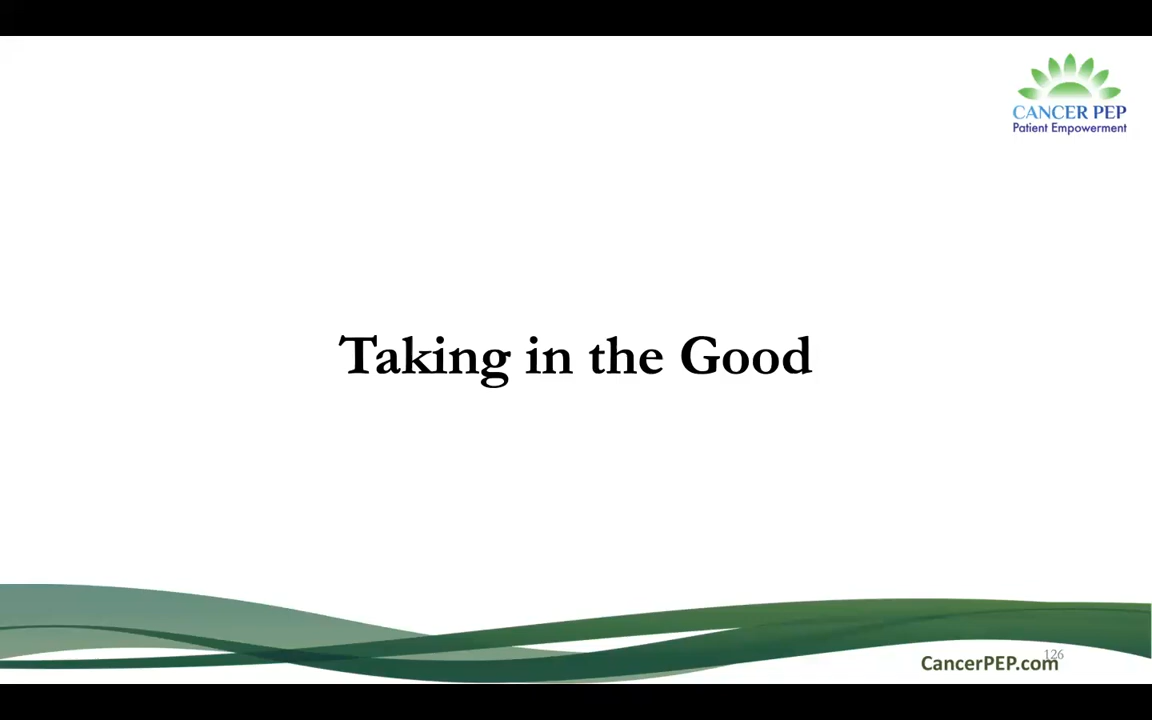 CANCER PEP
Patient Empowerment
Taking in the Good
126
CancerPEP.com